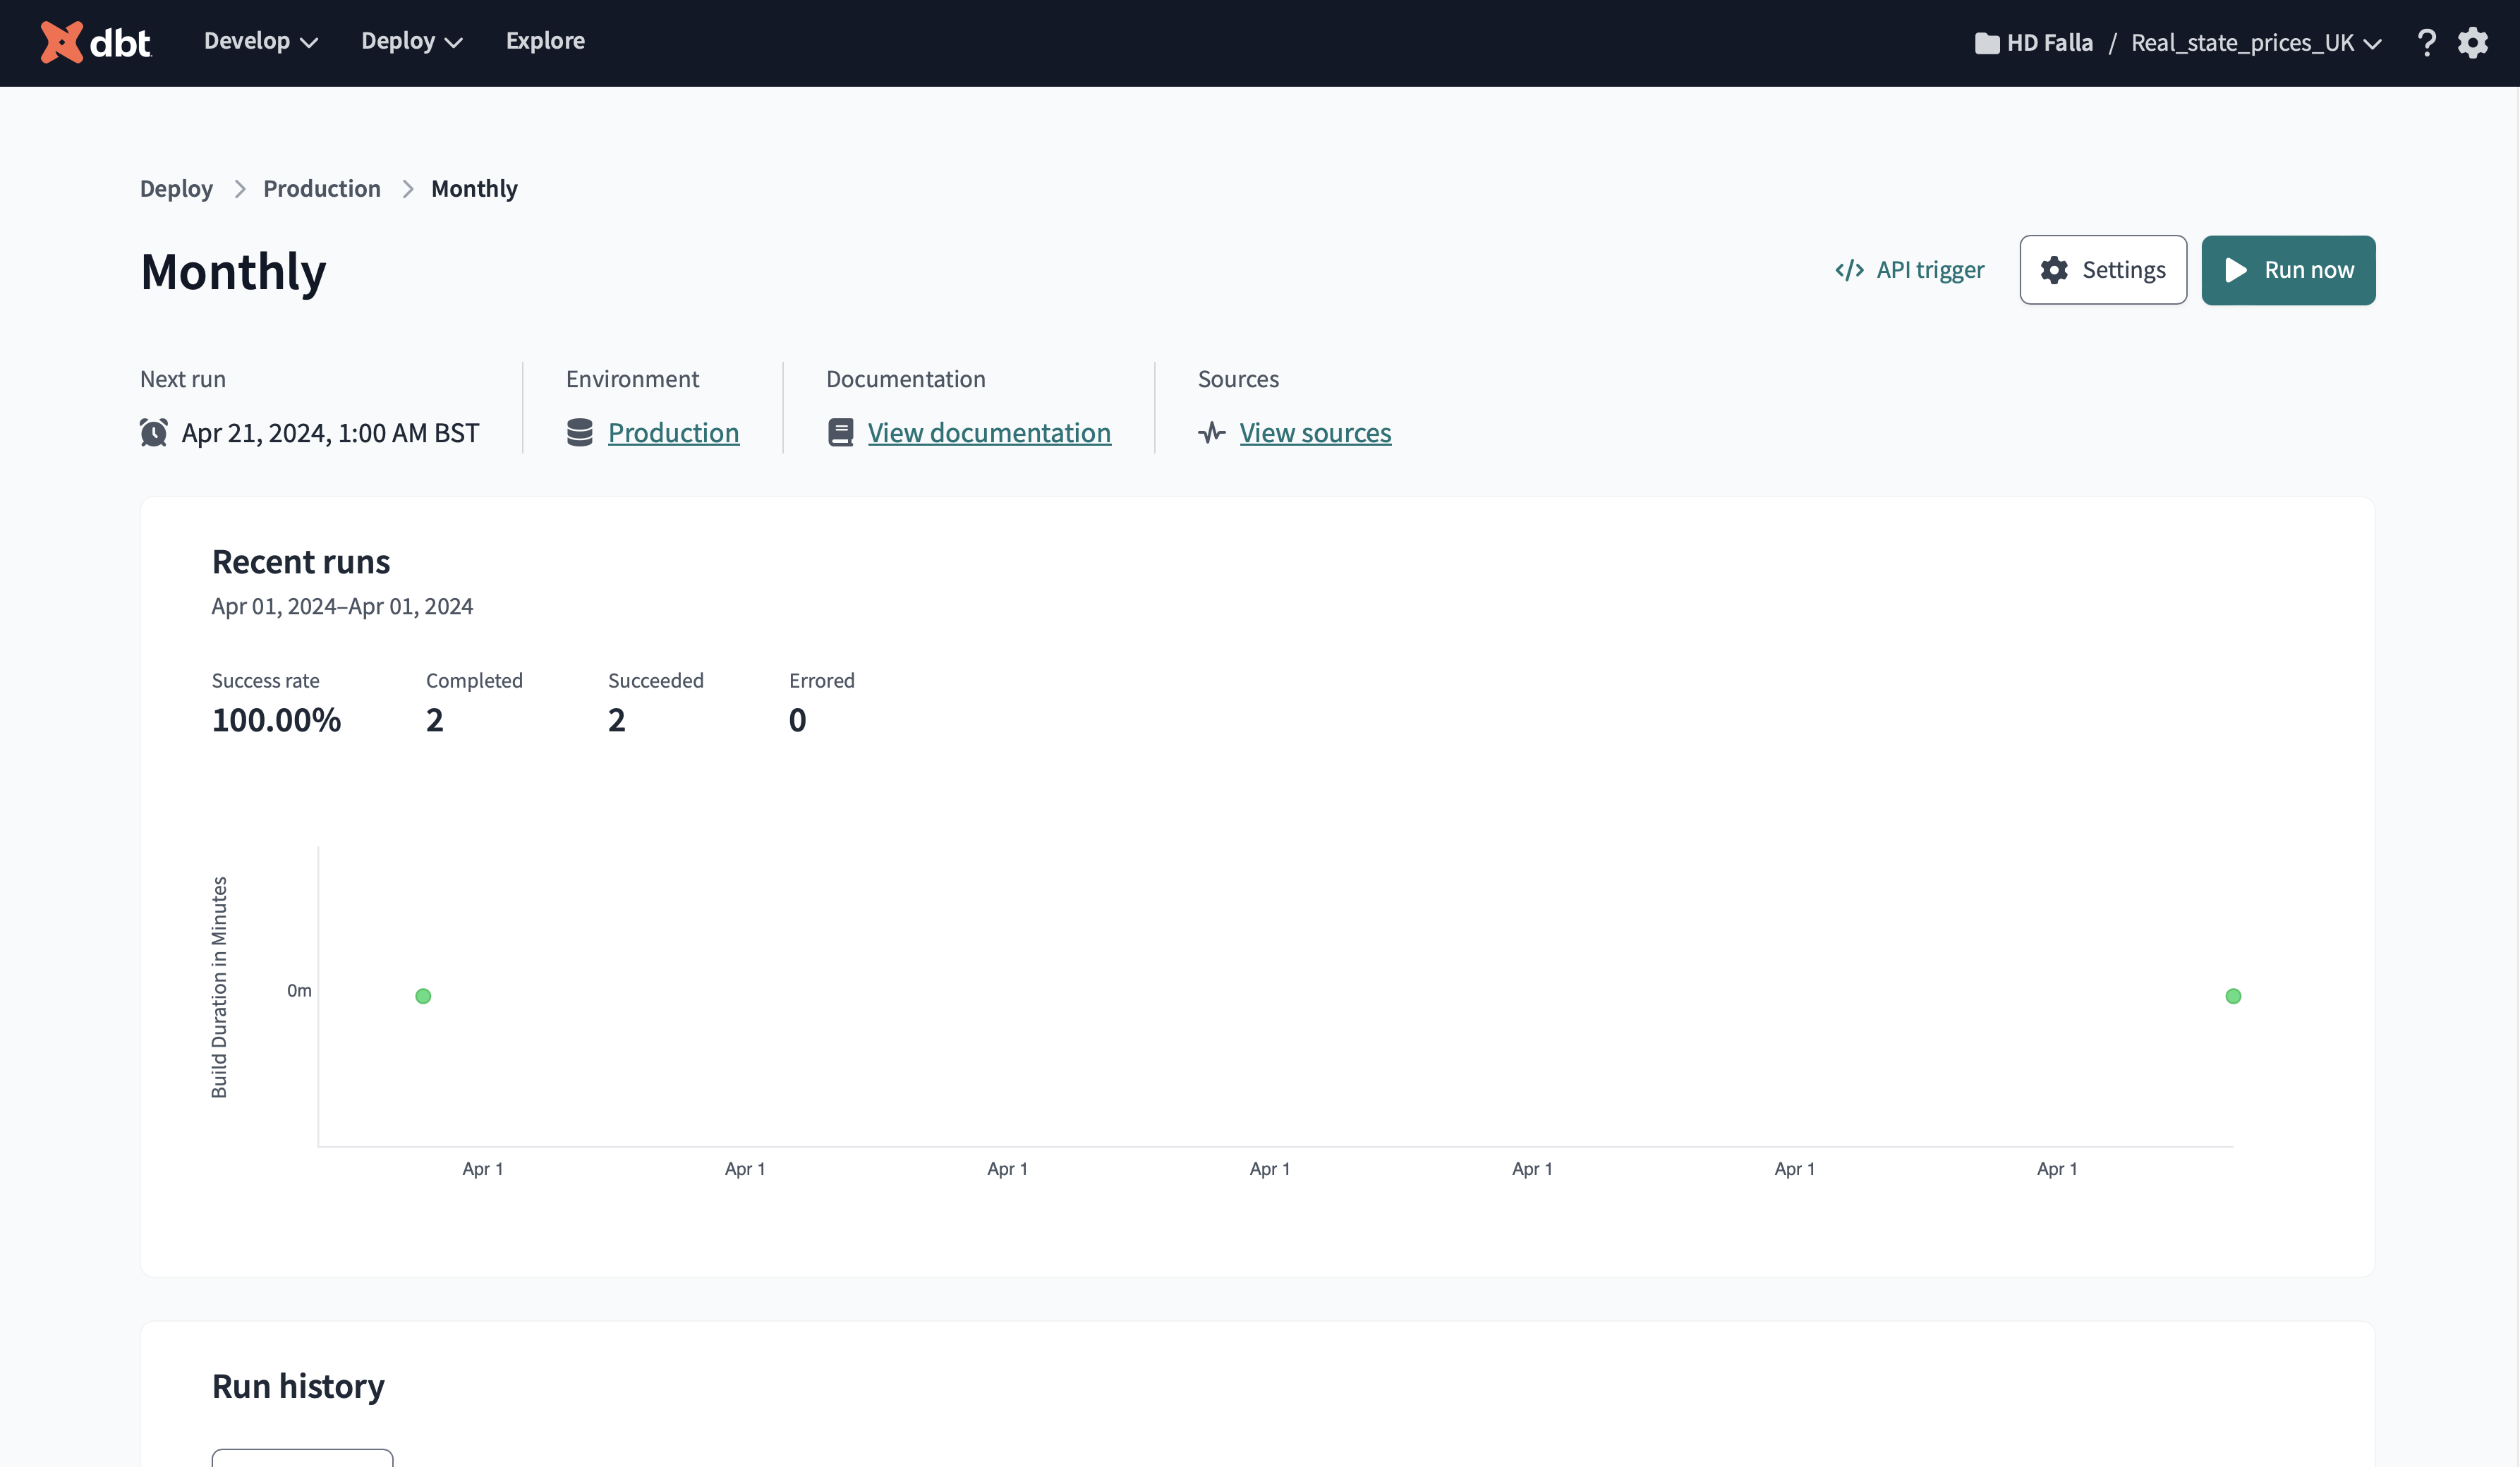 dbt Develop Deploy Explore HD Falla / Real_state_prices_UK ?
Deploy > Production > Monthly
Monthly
</> API trigger Settings Run now
Next run Environment Documentation Sources
Apr 21, 2024, 1:00 AM BST Production View documentation View sources
Recent runs
Apr 01, 2024–Apr 01, 2024
Success rate Completed Succeeded Errored
100.00% 2 2 0
Build Duration in Minutes
0m
Apr 1 Apr 1 Apr 1 Apr 1 Apr 1 Apr 1 Apr 1
Run history